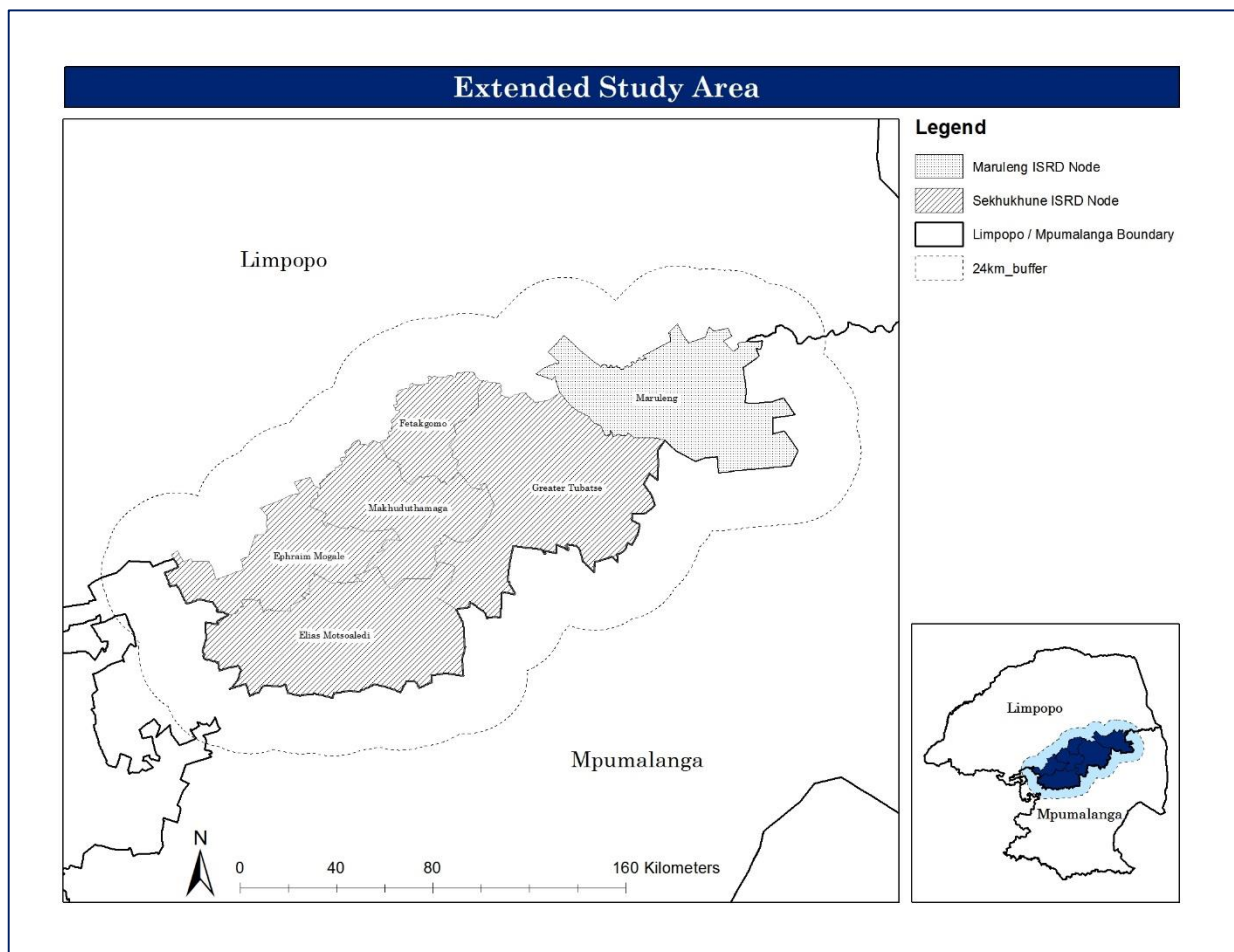 Extended Study Area
Legend
Maruleng ISRD Node
Sekhukhune ISRD Node
Limpopo / Mpumalanga Boundary
24km_buffer
Limpopo
Maruleng
Fetakgomo
Greater Tubatse
Makhuduthamaga
Ephraim Mogale
Elias Motsoaledi
Mpumalanga
N
0 40 80 160 Kilometers
Limpopo
Mpumalanga